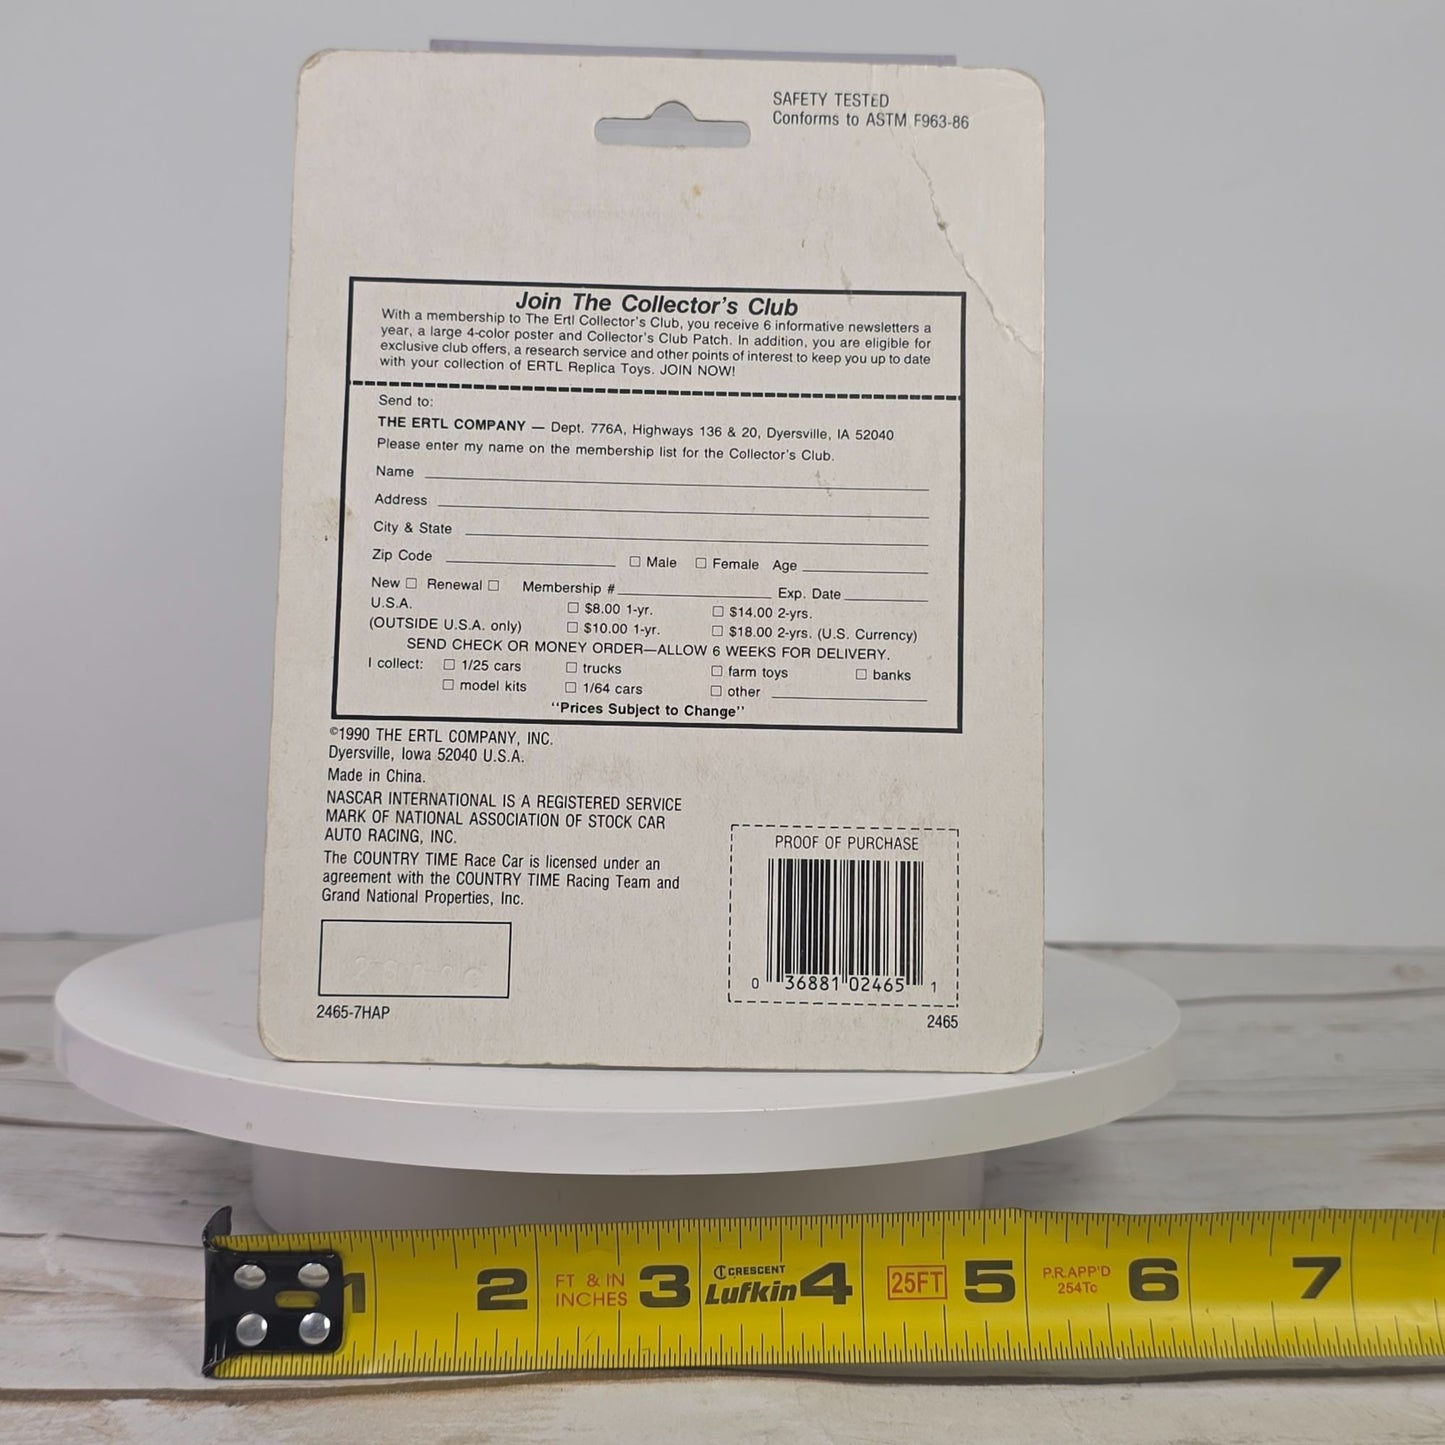 SAFETY TESTED
Conforms to ASTM F963-86
Join The Collector's Club
With a membership to The Ertl Collector's Club, you receive 6 informative newsletters a
year, a large 4-color poster and Collector's Club Patch. In addition, you are eligible for
exclusive club offers, a research service and other points of interest to keep you up to date
with your collection of ERTL Replica Toys. JOIN NOW!
Send to:
THE ERTL COMPANY — Dept. 776A, Highways 136 & 20, Dyersville, IA 52040
Please enter my name on the membership list for the Collector's Club.
Name
Address
City & State
Zip Code ☐ Male ☐ Female Age
New ☐ Renewal ☐ Membership # Exp. Date
U.S.A. ☐ $8.00 1-yr. ☐ $14.00 2-yrs.
(OUTSIDE U.S.A. only) ☐ $10.00 1-yr. ☐ $18.00 2-yrs. (U.S. Currency)
SEND CHECK OR MONEY ORDER—ALLOW 6 WEEKS FOR DELIVERY.
I collect: ☐ 1/25 cars ☐ trucks ☐ farm toys ☐ banks
☐ model kits ☐ 1/64 cars ☐ other
"Prices Subject to Change"
©1990 THE ERTL COMPANY, INC.
Dyersville, Iowa 52040 U.S.A.
Made in China.
NASCAR INTERNATIONAL IS A REGISTERED SERVICE
MARK OF NATIONAL ASSOCIATION OF STOCK CAR
AUTO RACING, INC.
The COUNTRY TIME Race Car is licensed under an
agreement with the COUNTRY TIME Racing Team and
Grand National Properties, Inc.
2465-7HAP
PROOF OF PURCHASE
0 36881 02465 1
2465
1 2 FT & IN INCHES 3 CRESCENT Lufkin 4 25FT 5 P.R.APP'D 254Tc 6 7